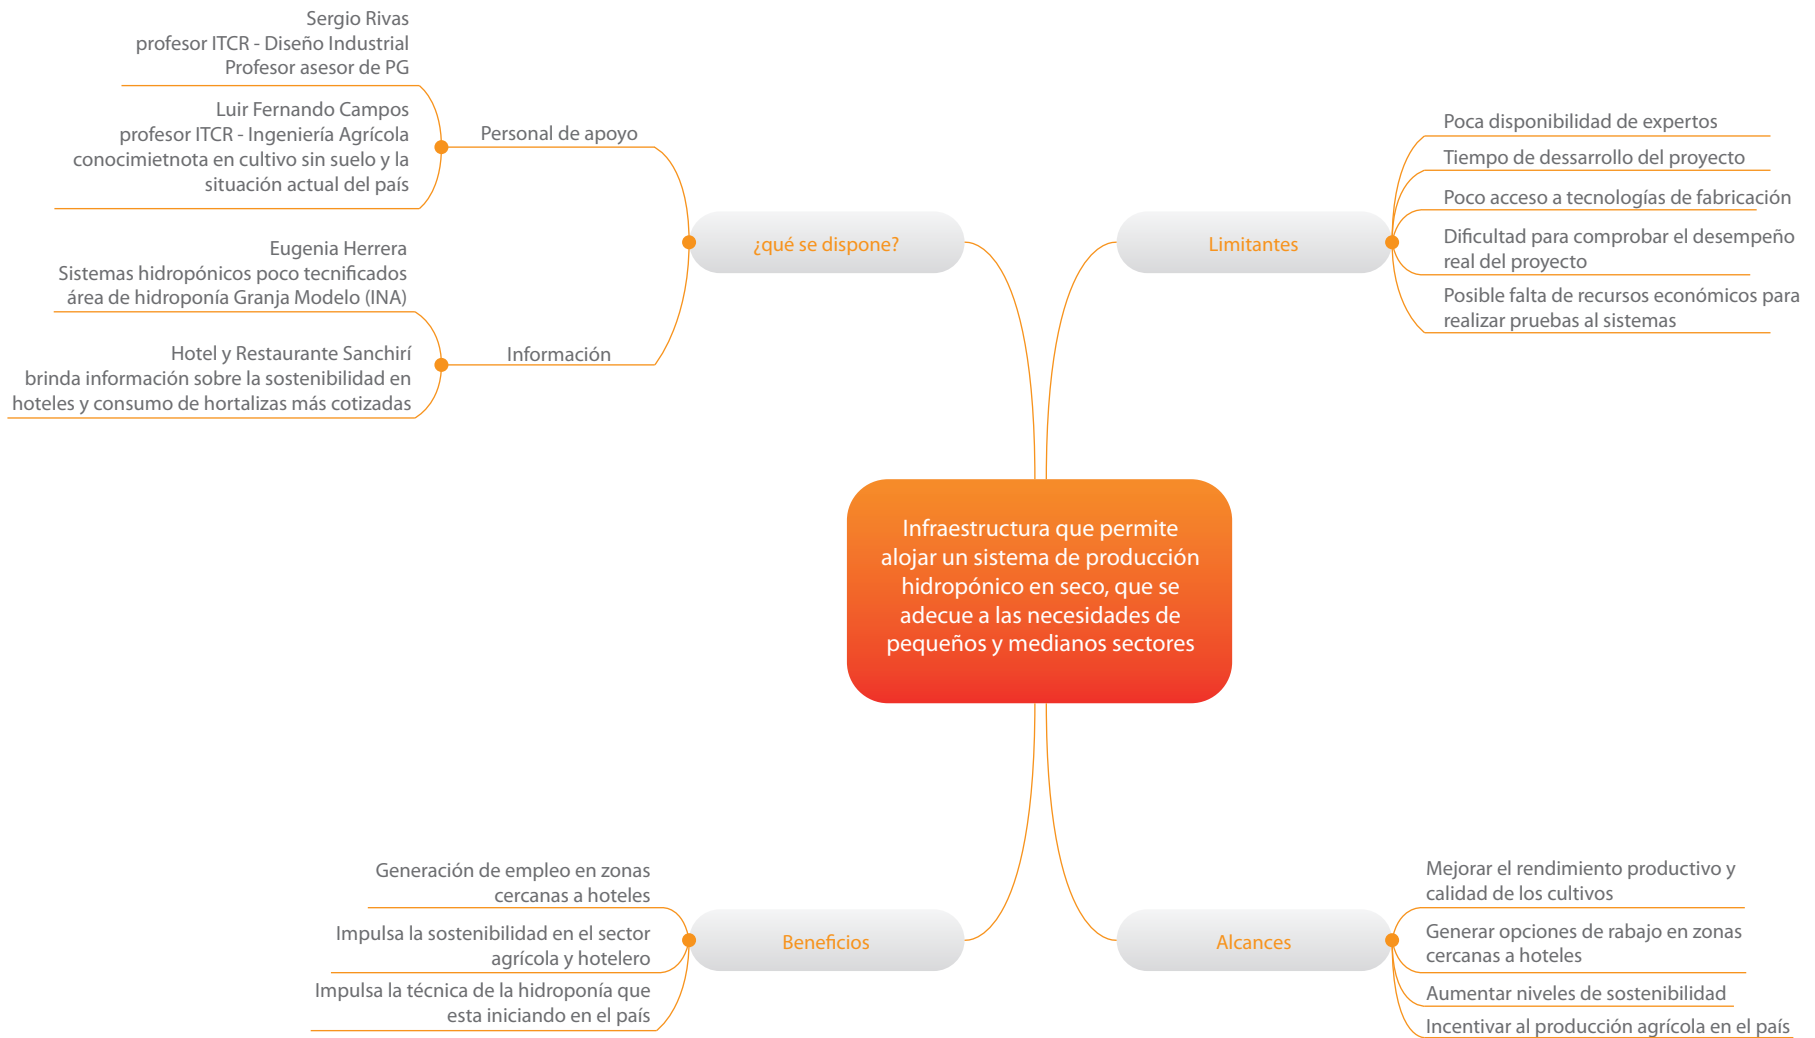 Sergio Rivas
profesor ITCR - Diseño Industrial
Profesor asesor de PG
Luir Fernando Campos
profesor ITCR - Ingeniería Agrícola
conocimietnota en cultivo sin suelo y la
situación actual del país
Personal de apoyo
Eugenia Herrera
Sistemas hidropónicos poco tecnificados
área de hidroponía Granja Modelo (INA)
Hotel y Restaurante Sanchirí
brinda información sobre la sostenibilidad en
hoteles y consumo de hortalizas más cotizadas
Información
¿qué se dispone?
Limitantes
Poca disponibilidad de expertos
Tiempo de dessarrollo del proyecto
Poco acceso a tecnologías de fabricación
Dificultad para comprobar el desempeño
real del proyecto
Posible falta de recursos económicos para
realizar pruebas al sistemas
Infraestructura que permite
alojar un sistema de producción
hidropónico en seco, que se
adecue a las necesidades de
pequeños y medianos sectores
Generación de empleo en zonas
cercanas a hoteles
Impulsa la sostenibilidad en el sector
agrícola y hotelero
Impulsa la técnica de la hidroponía que
esta iniciando en el país
Beneficios
Alcances
Mejorar el rendimiento productivo y
calidad de los cultivos
Generar opciones de rabajo en zonas
cercanas a hoteles
Aumentar niveles de sostenibilidad
Incentivar al producción agrícola en el país